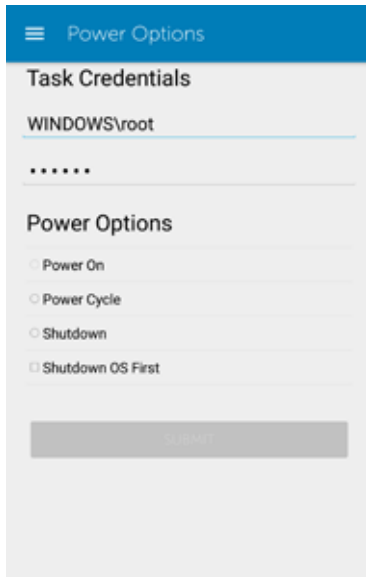 Power Options
Task Credentials
WINDOWS\root
••••••
Power Options
Power On
Power Cycle
Shutdown
Shutdown OS First
SUBMIT